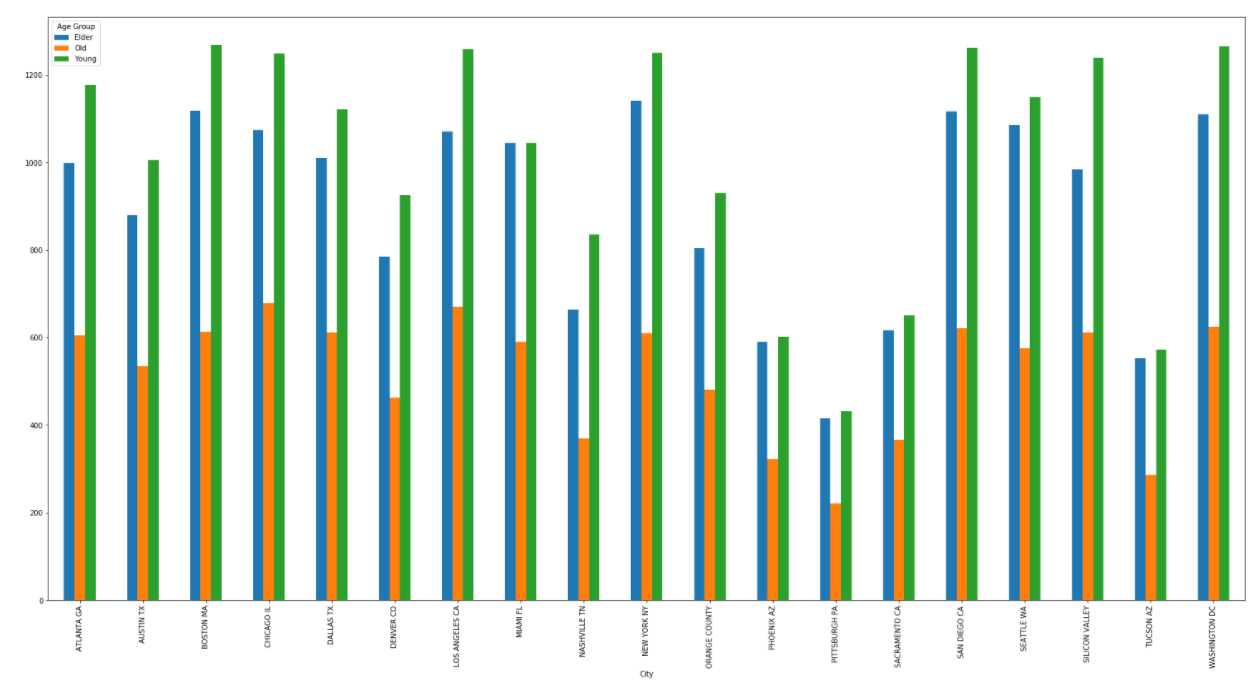 Age Group
Elder
Old
Young
1200
1000
800
600
400
200
0
ATLANTA GA
AUSTIN TX
BOSTON MA
CHICAGO IL
DALLAS TX
DENVER CO
LOS ANGELES CA
MIAMI FL
NASHVILLE TN
NEW YORK NY
ORANGE COUNTY
PHOENIX AZ
PITTSBURGH PA
SACRAMENTO CA
SAN DIEGO CA
SEATTLE WA
SILICON VALLEY
TUCSON AZ
WASHINGTON DC
City